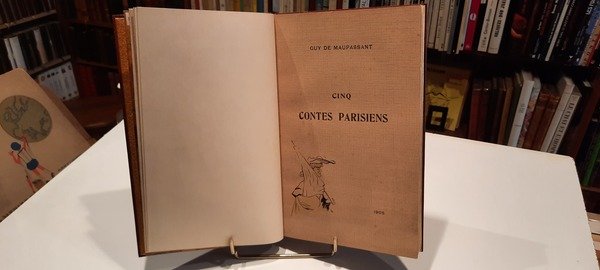 GUY DE MAUPASSANT
CINQ
CONTES PARISIENS
1905